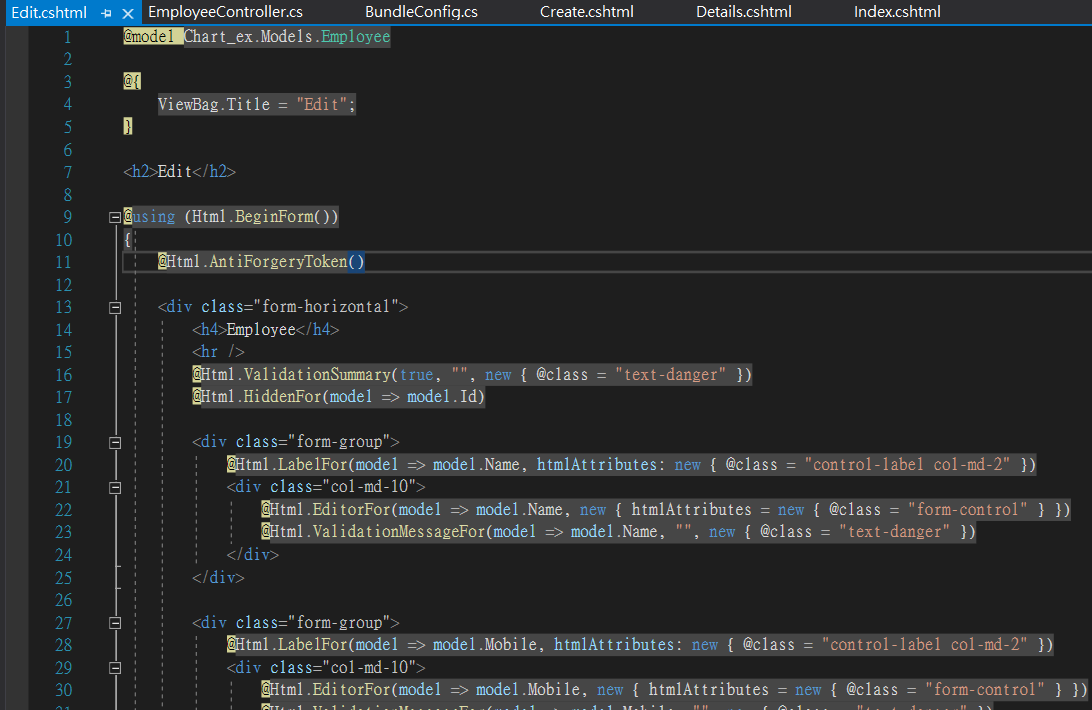 Edit.cshtml EmployeeController.cs BundleConfig.cs Create.cshtml Details.cshtml Index.cshtml
1 @model Chart_ex.Models.Employee
2
3 @{
4 ViewBag.Title = "Edit";
5 }
6
7 <h2>Edit</h2>
8
9 @using (Html.BeginForm())
10 {
11 @Html.AntiForgeryToken()
12
13 <div class="form-horizontal">
14 <h4>Employee</h4>
15 <hr />
16 @Html.ValidationSummary(true, "", new { @class = "text-danger" })
17 @Html.HiddenFor(model => model.Id)
18
19 <div class="form-group">
20 @Html.LabelFor(model => model.Name, htmlAttributes: new { @class = "control-label col-md-2" })
21 <div class="col-md-10">
22 @Html.EditorFor(model => model.Name, new { htmlAttributes = new { @class = "form-control" } })
23 @Html.ValidationMessageFor(model => model.Name, "", new { @class = "text-danger" })
24 </div>
25 </div>
26
27 <div class="form-group">
28 @Html.LabelFor(model => model.Mobile, htmlAttributes: new { @class = "control-label col-md-2" })
29 <div class="col-md-10">
30 @Html.EditorFor(model => model.Mobile, new { htmlAttributes = new { @class = "form-control" } })